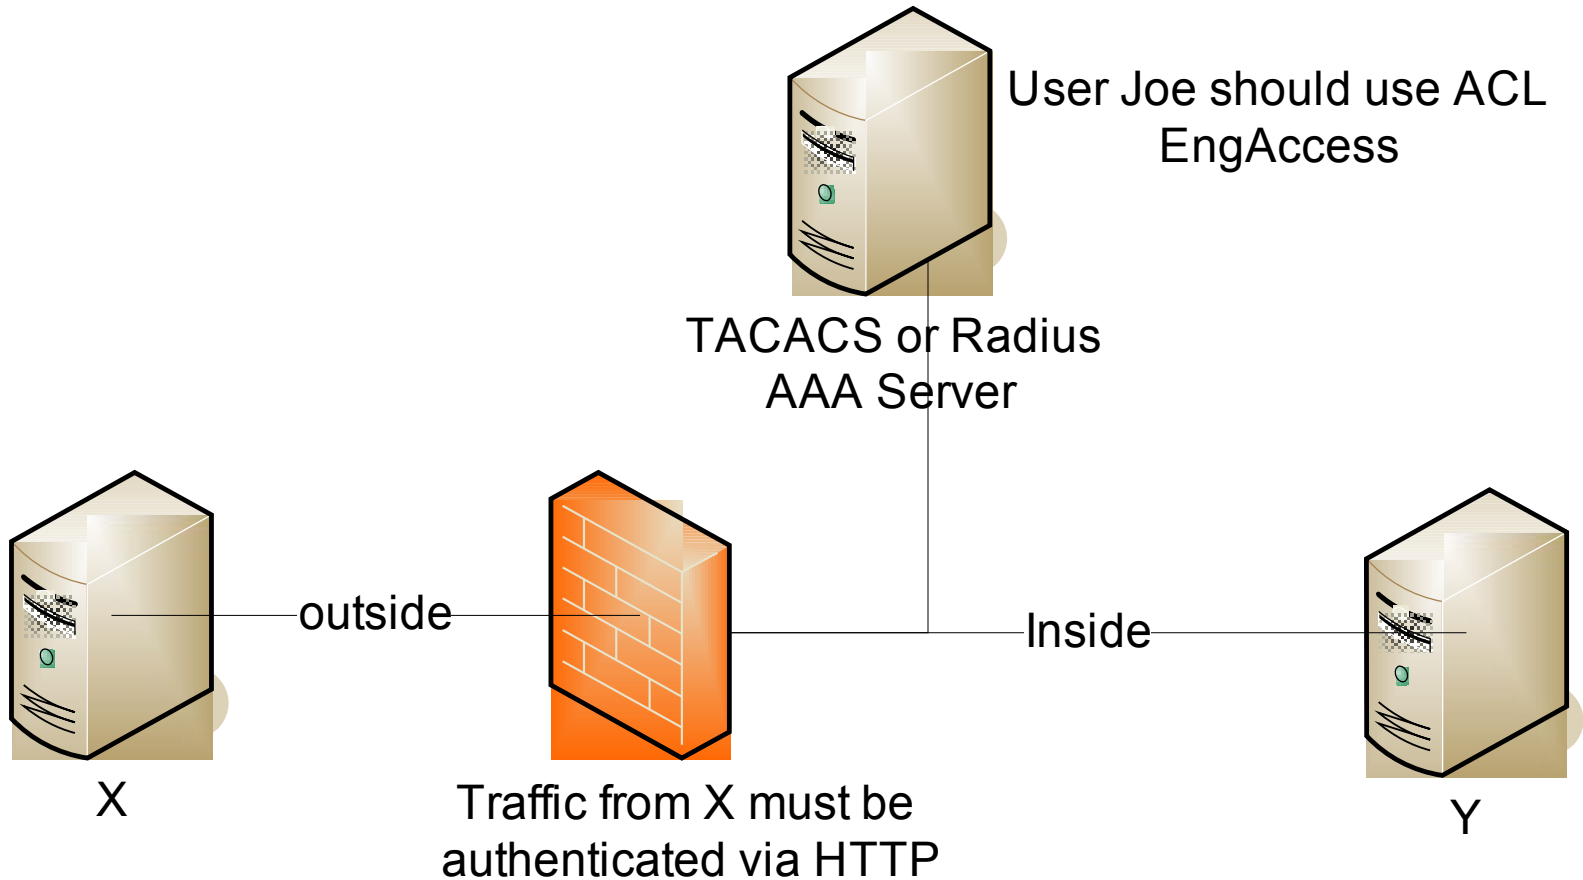 User Joe should use ACL
EngAccess
TACACS or Radius
AAA Server
outside
Inside
X
Traffic from X must be
authenticated via HTTP
Y